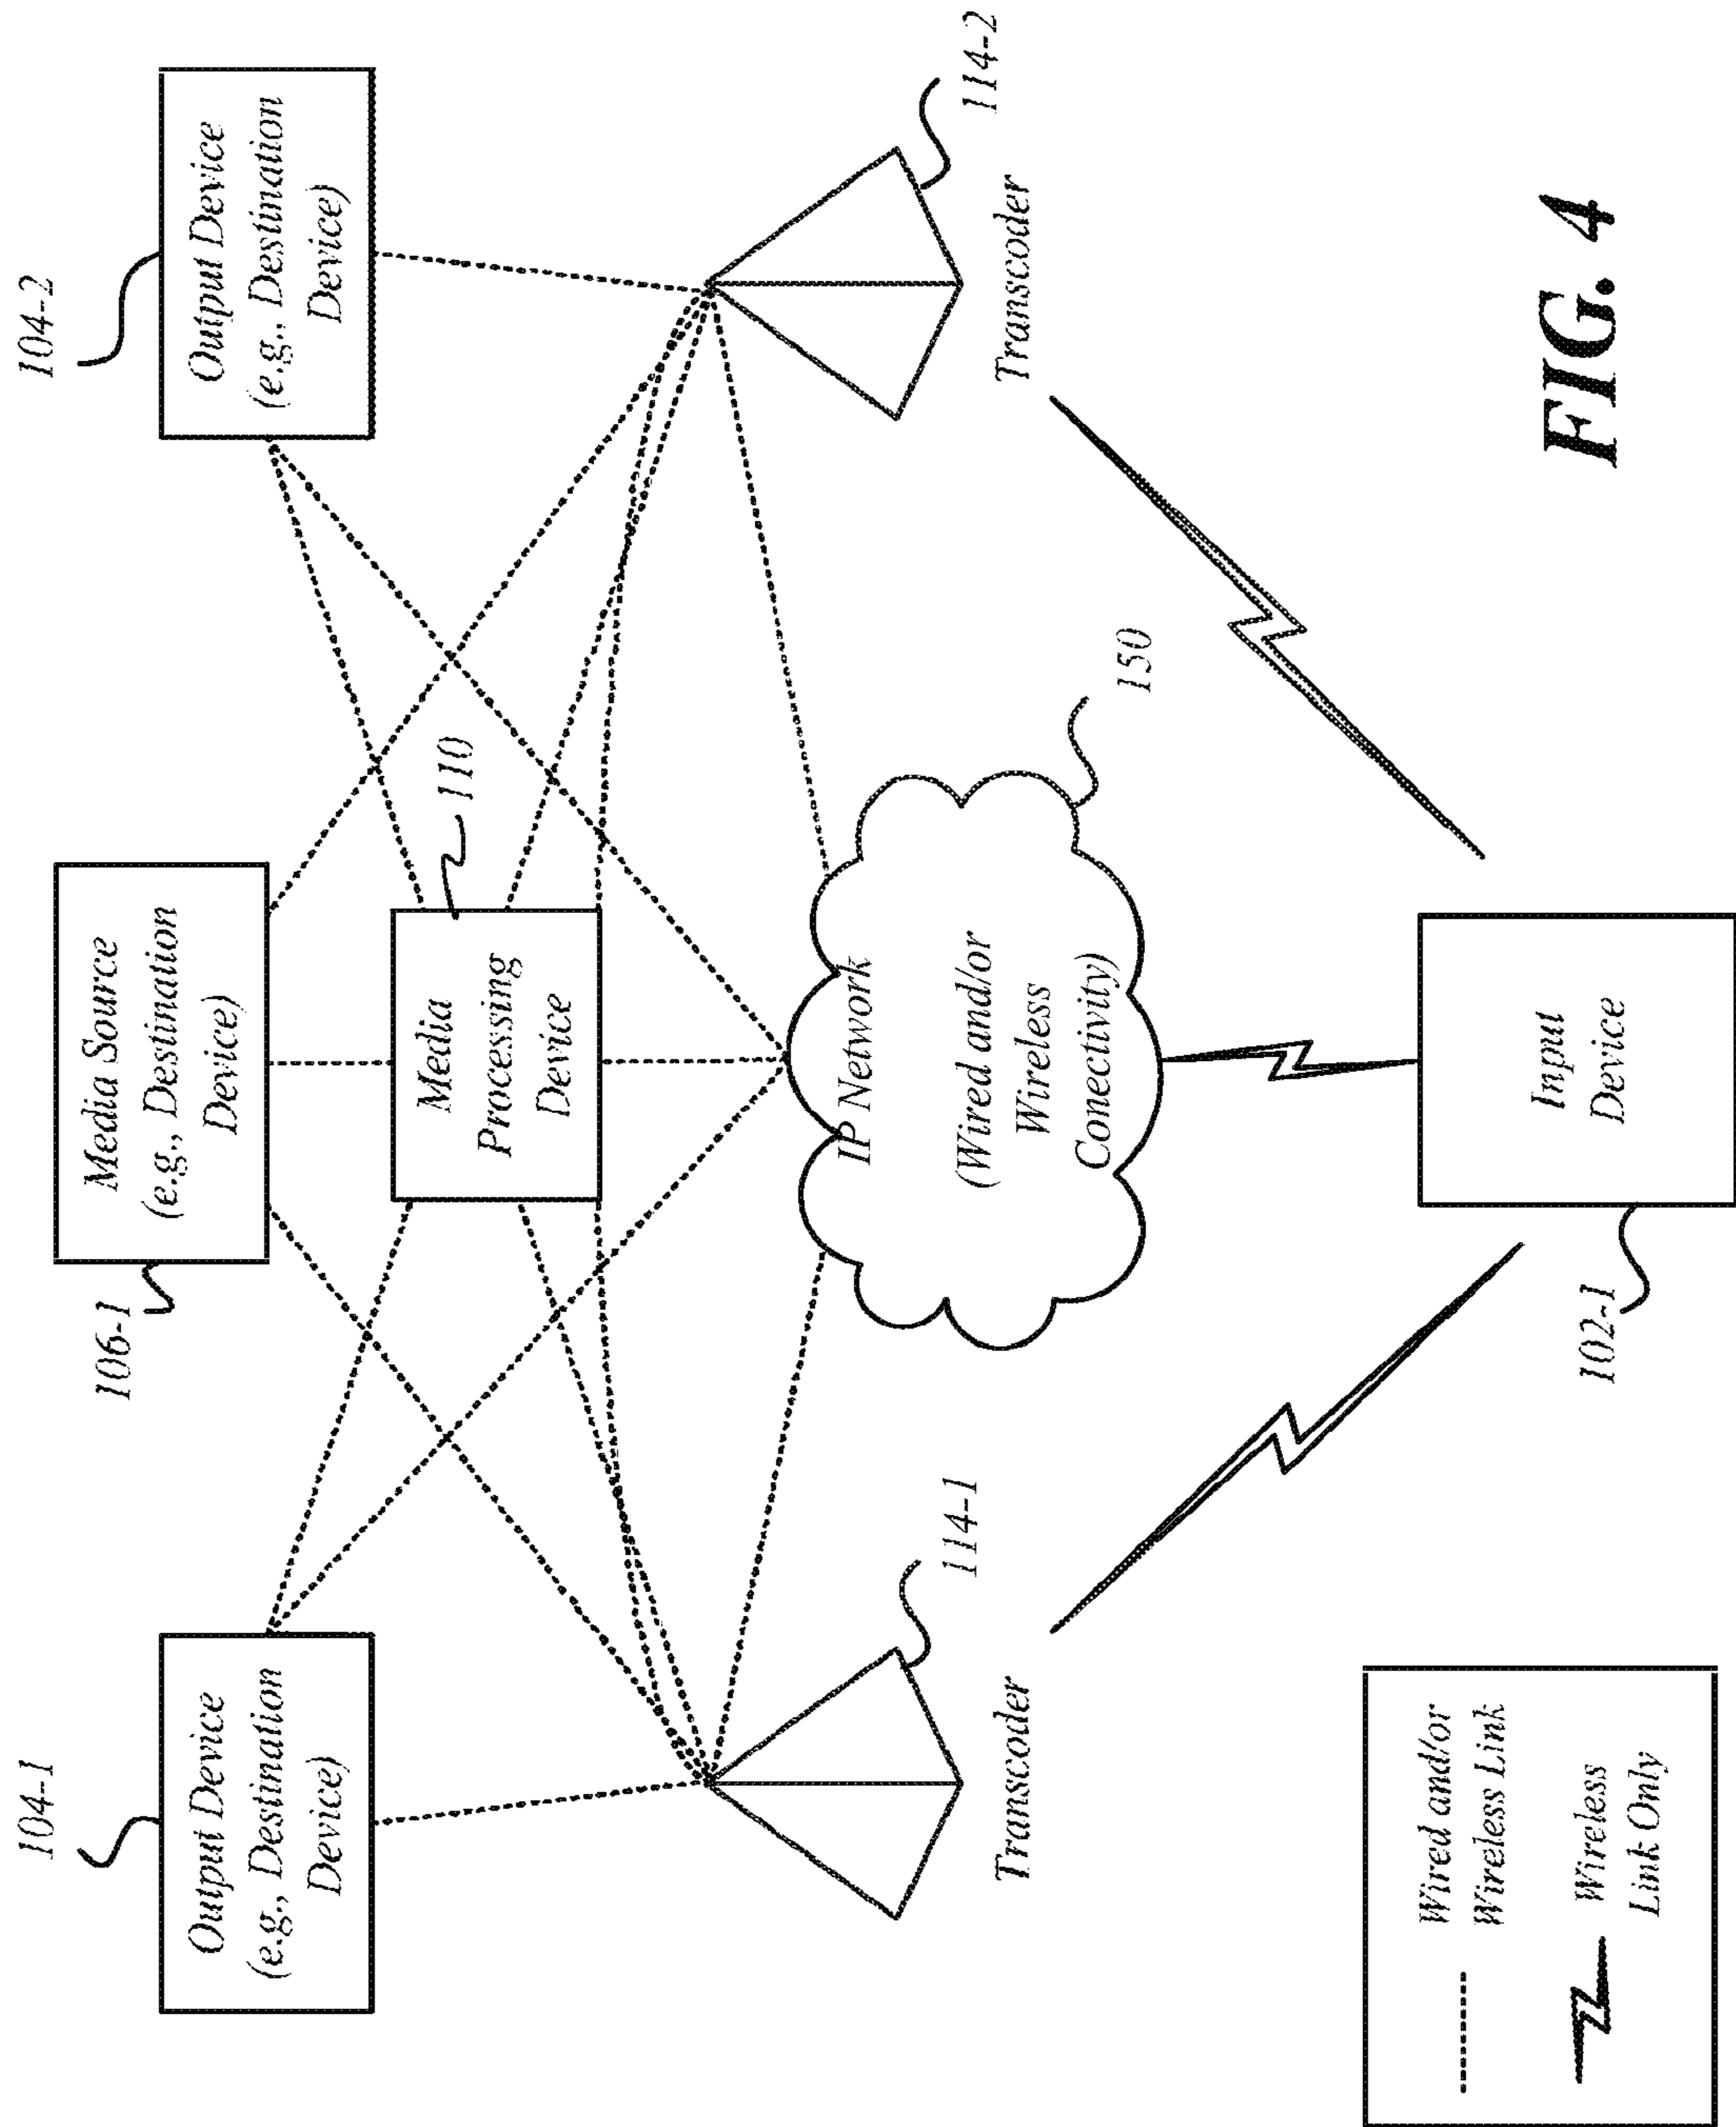 104-1
Output Device
(e.g., Destination
Device)
106-1
Media Source
(e.g., Destination
Device)
104-2
Output Device
(e.g., Destination
Device)
Media
Processing
Device
110
114-1
Transcoder
IP Network
(Wired and/or
Wireless
Conectivity)
150
114-2
Transcoder
Wired and/or
Wireless Link
Wireless
Link Only
102-1
Input
Device
FIG. 4